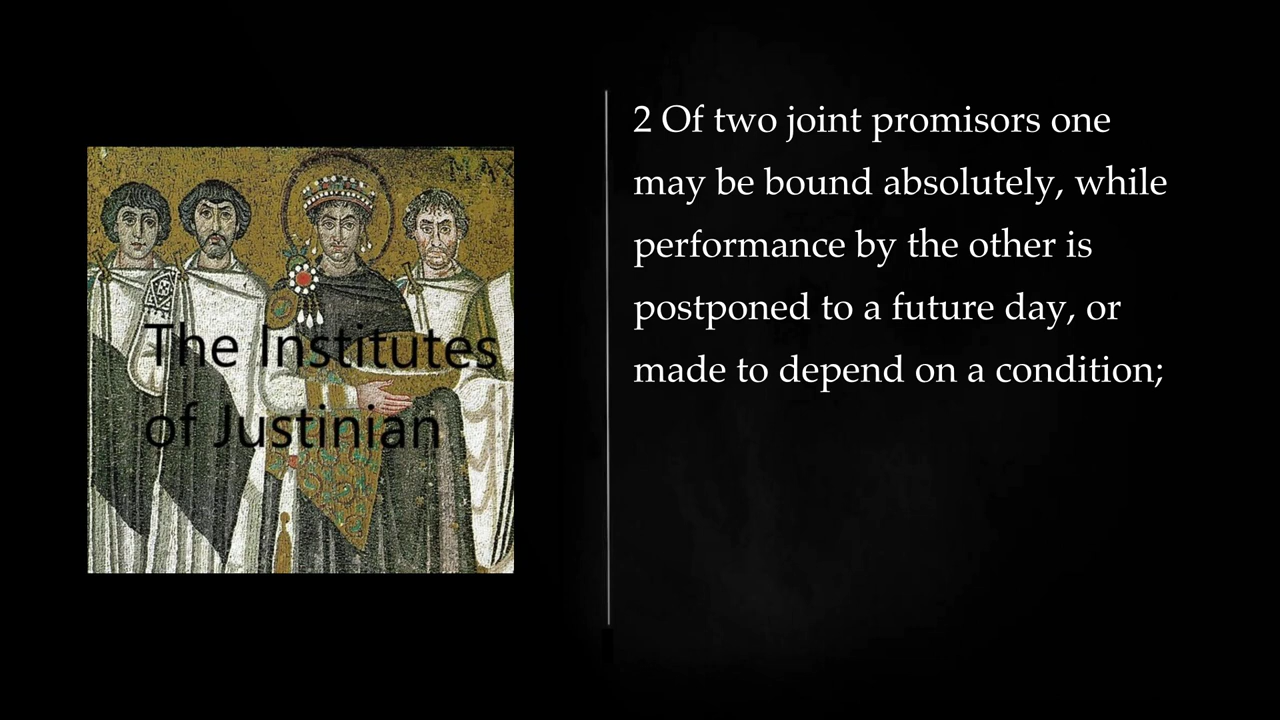 The Institutes
of Justinian
2 Of two joint promisors one
may be bound absolutely, while
performance by the other is
postponed to a future day, or
made to depend on a condition;